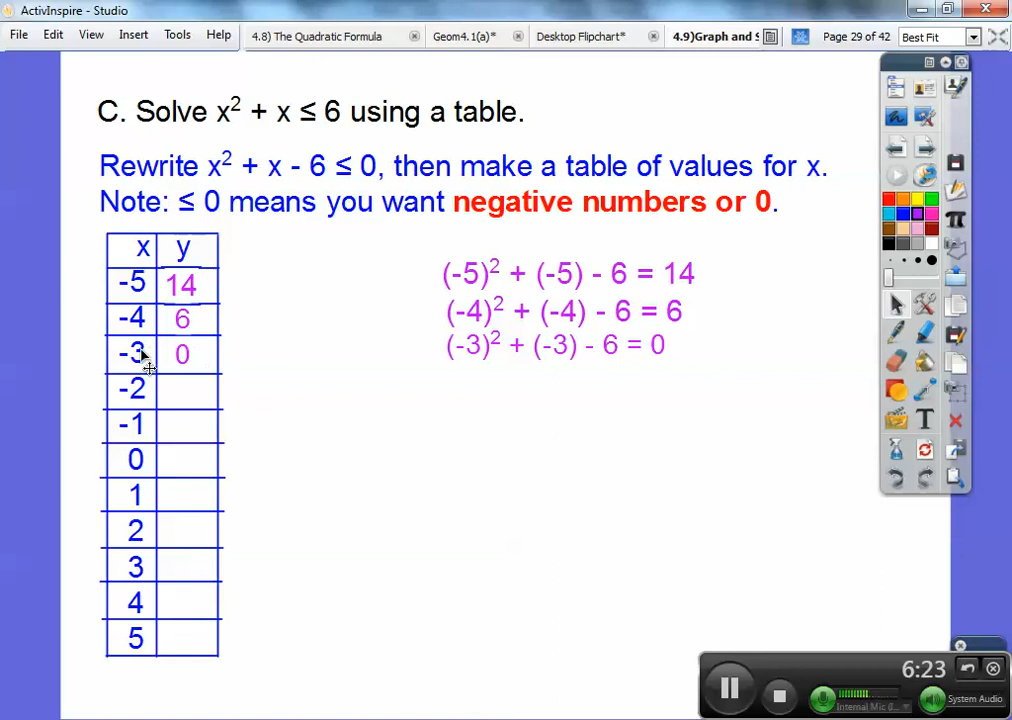 ActivInspire - Studio
File Edit View Insert Tools Help
4.8) The Quadratic Formula Geom4.1(a)* Desktop Flipchart* 4.9)Graph and S Page 29 of 42 Best Fit
C. Solve x² + x ≤ 6 using a table.
Rewrite x² + x - 6 ≤ 0, then make a table of values for x.
Note: ≤ 0 means you want negative numbers or 0.
x y
-5 14
-4 6
-3 0
-2
-1
0
1
2
3
4
5
(-5)² + (-5) - 6 = 14
(-4)² + (-4) - 6 = 6
(-3)² + (-3) - 6 = 0
6:23
Internal Mic (I... System Audio